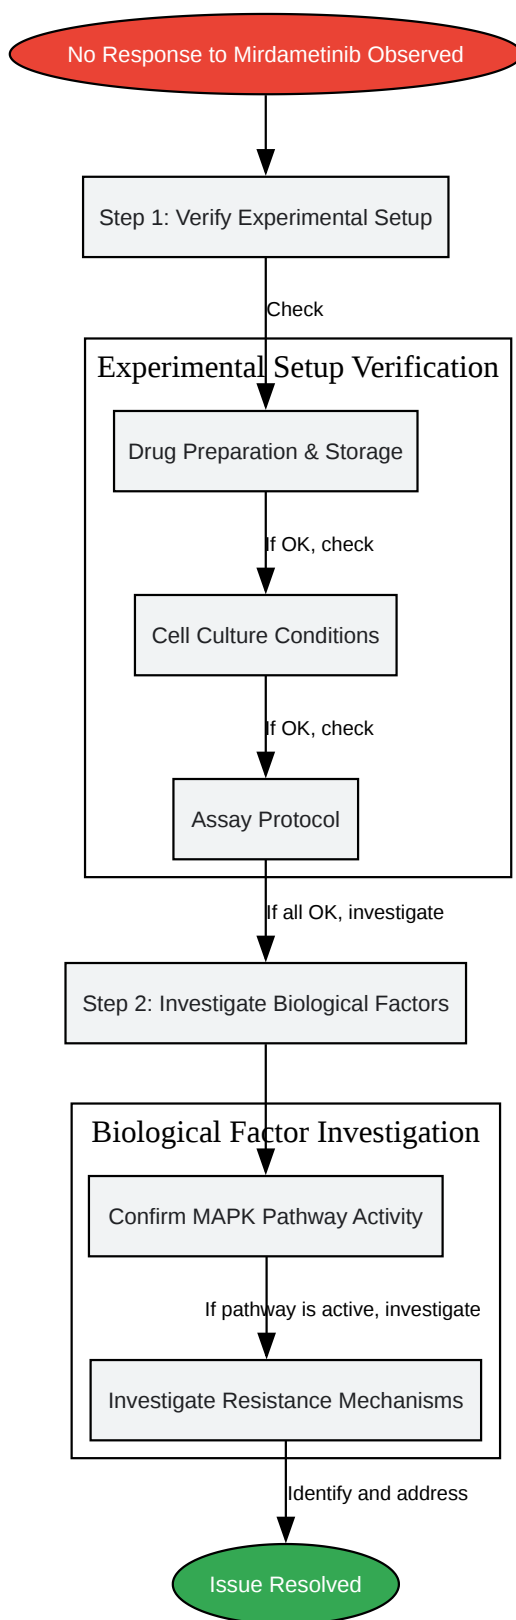 No Response to Mirdametinib Observed
Step 1: Verify Experimental Setup
Check
Experimental Setup Verification
Drug Preparation & Storage
If OK, check
Cell Culture Conditions
If OK, check
Assay Protocol
If all OK, investigate
Step 2: Investigate Biological Factors
Biological Factor Investigation
Confirm MAPK Pathway Activity
If pathway is active, investigate
Investigate Resistance Mechanisms
Identify and address
Issue Resolved